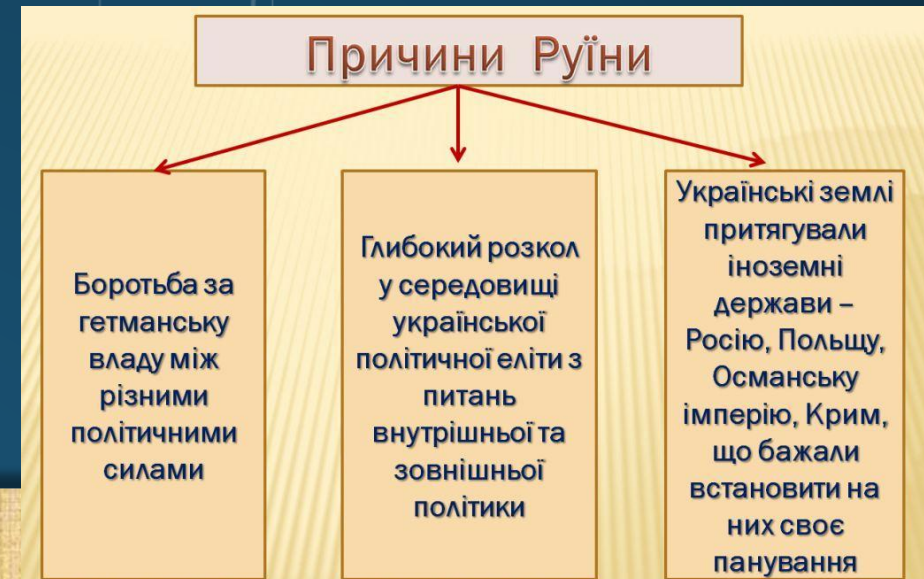 Причини Руїни
Боротьба за
гетманську
владу між
різними
політичними
силами
Глибокий розкол
у середовищі
української
політичної еліти з
питань
внутрішньої та
зовнішньої
політики
Українські землі
притягували
іноземні
держави –
Росію, Польщу,
Османську
імперію, Крим,
що бажали
встановити на
них своє
панування